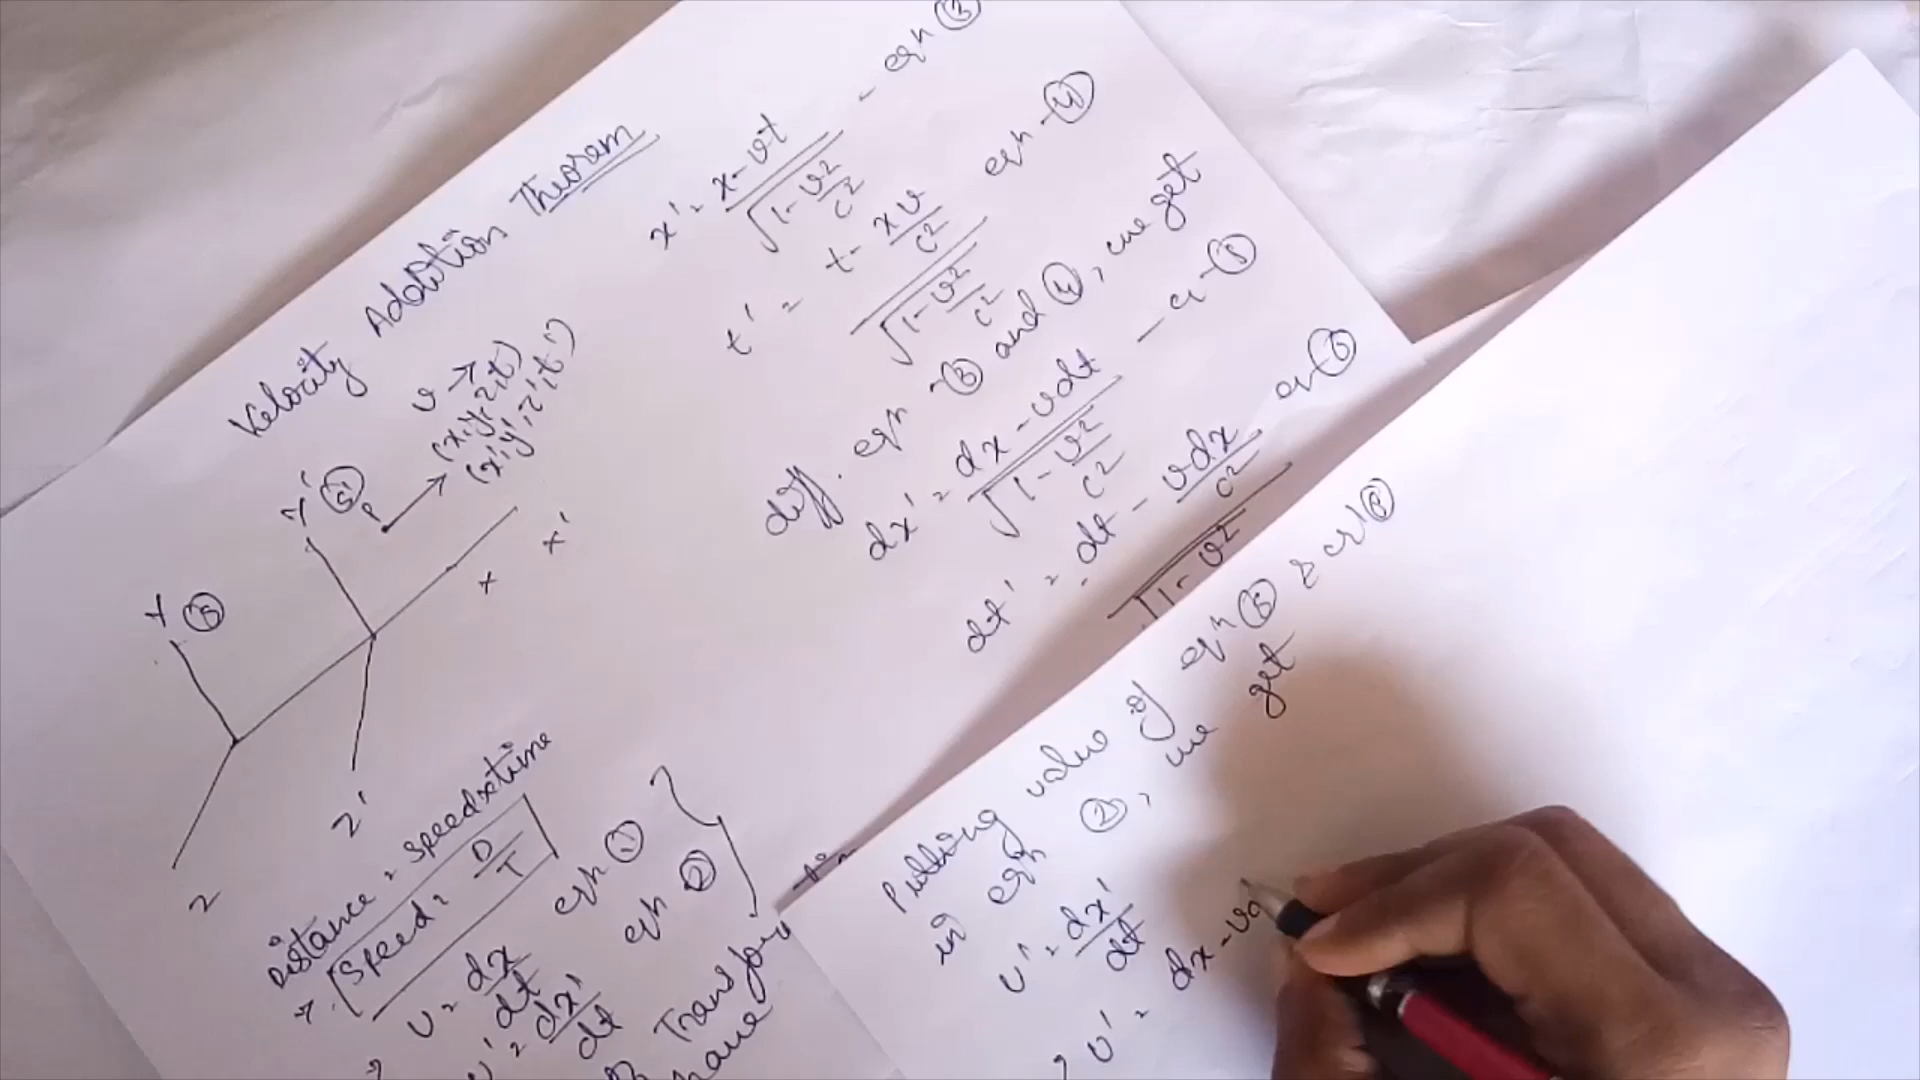 Velocity Addition Theorem
v →
(x,y,z,t)
(x',y',z',t')
Y' S'
P
Y S
X X'
Z'
Z
Distance = speed x time
→ Speed = D/T
u = dx/dt eqn 1
u' = dx'/dt eqn 2
Transfor
have
x' = x - vt / √1 - v²/c² - eqn 3
t' = t - xv/c² / √1 - v²/c² eqn - 4
diff. eqn - 3 and 4, we get
dx' = dx - vdt / √1 - v²/c² - eq - 5
dt' = dt - vdx/c² / √1 - v² eq - 6
Putting value of eqn 5 & eq' 6
in eqn 2, we get
u' = dx'/dt
u' = dx - vd